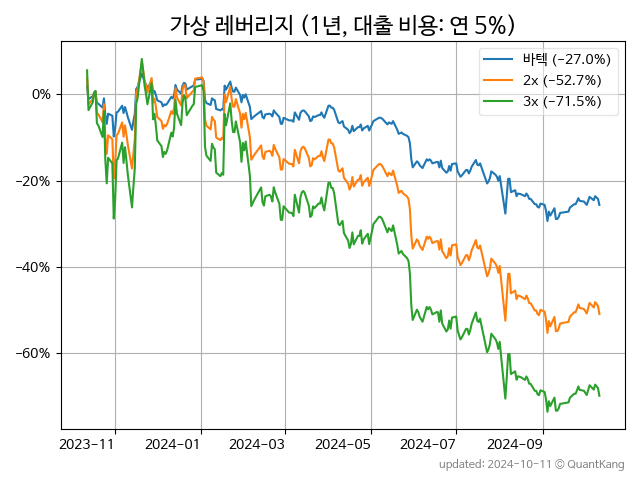 가상 레버리지 (1년, 대출 비용: 연 5%)
바텍 (−27.0%)
2x (−52.7%)
3x (−71.5%)
0%
−20%
−40%
−60%
2023-11
2024-01
2024-03
2024-05
2024-07
2024-09
updated: 2024-10-11 © QuantKang